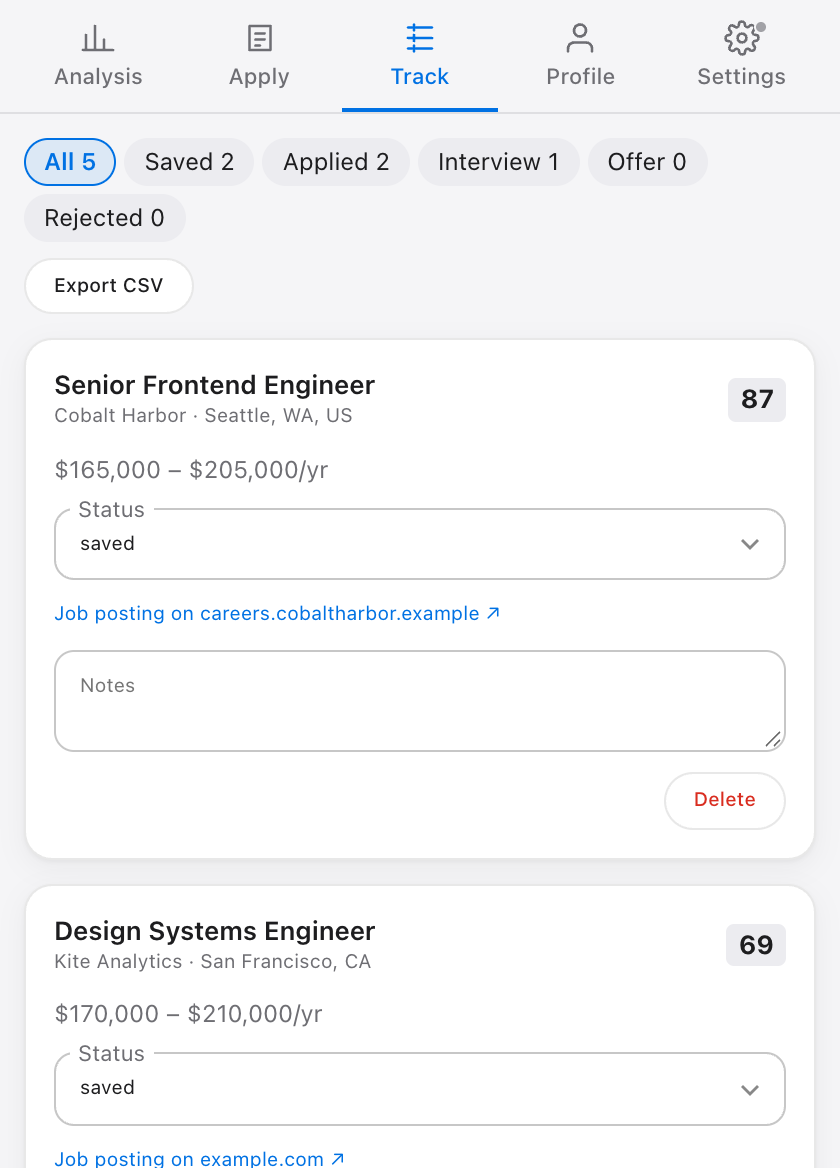 Analysis Apply Track Profile Settings
All 5 Saved 2 Applied 2 Interview 1 Offer 0
Rejected 0
Export CSV
Senior Frontend Engineer
87
Cobalt Harbor · Seattle, WA, US
$165,000 – $205,000/yr
Status
saved
Job posting on careers.cobaltharbor.example ↗
Notes
Delete
Design Systems Engineer
69
Kite Analytics · San Francisco, CA
$170,000 – $210,000/yr
Status
saved
Job posting on example.com ↗